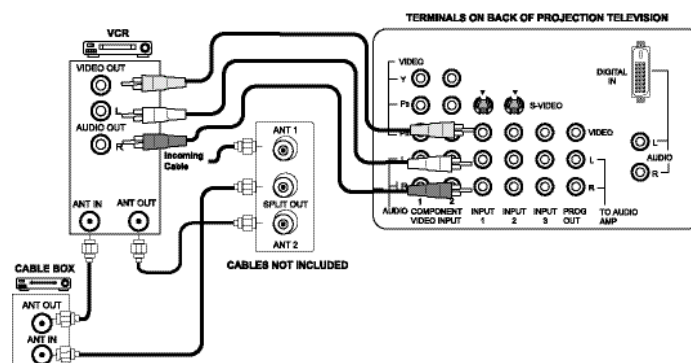 TERMINALS ON BACK OF PROJECTION TELEVISION
VCR
VIDEO OUT
L
AUDIO OUT
R
Incoming
Cable
ANT IN
ANT OUT
ANT 1
SPLIT OUT
ANT 2
CABLES NOT INCLUDED
CABLE BOX
ANT OUT
ANT IN
VIDEO
Y
PB
PR
L
R
S-VIDEO
VIDEO
L
R
1
2
AUDIO
COMPONENT
VIDEO INPUT
INPUT
1
INPUT
2
INPUT
3
PROG
OUT
TO AUDIO
AMP
DIGITAL
IN
L
AUDIO
R